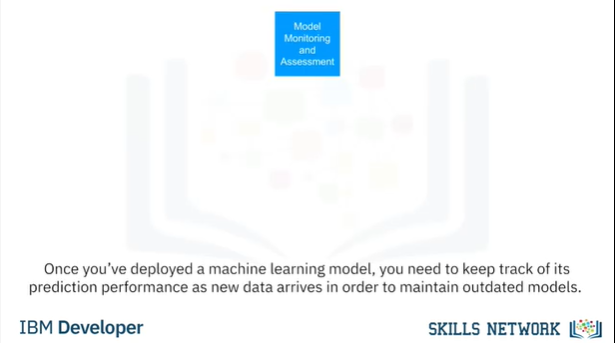 Model
Monitoring
and
Assessment
Once you’ve deployed a machine learning model, you need to keep track of its
prediction performance as new data arrives in order to maintain outdated models.
IBM Developer
SKILLS NETWORK